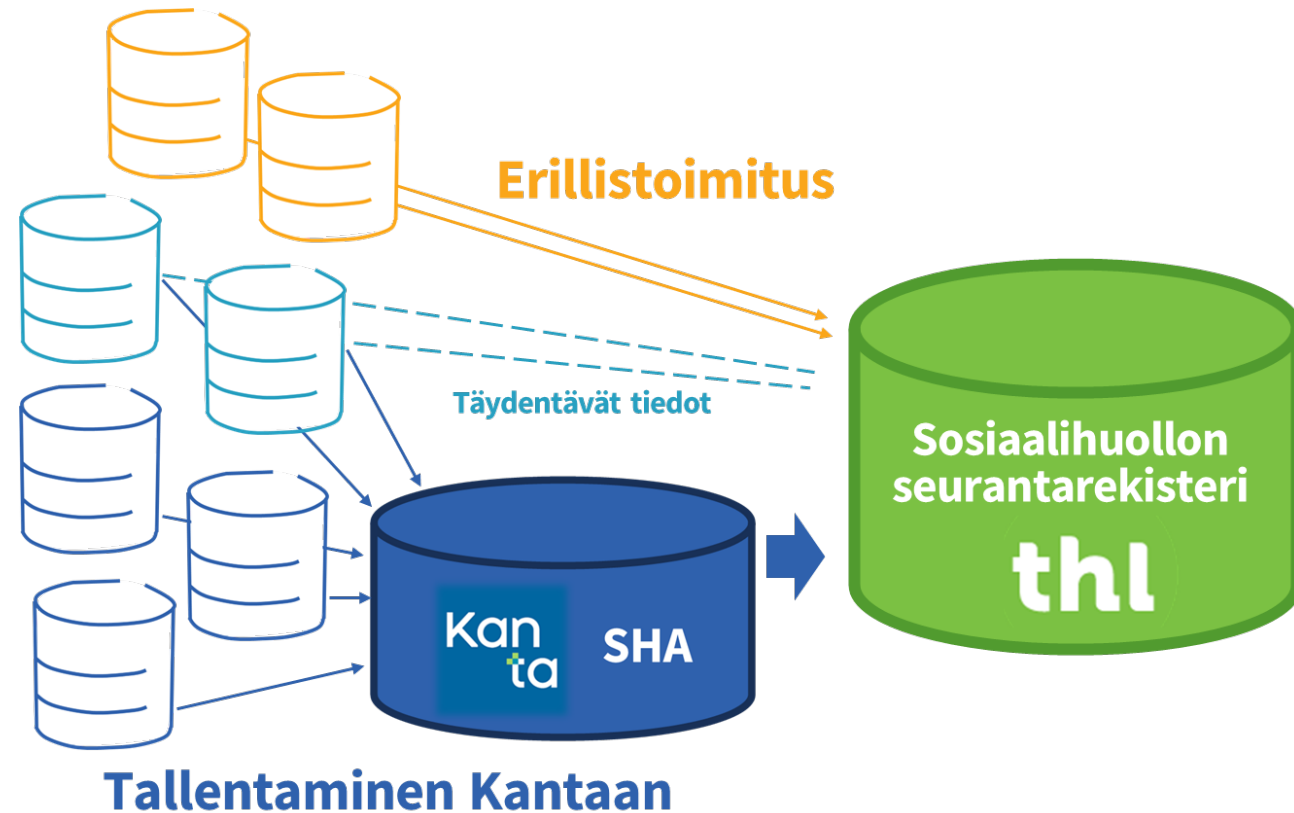 Erillistoimitus
Täydentävät tiedot
Sosiaalihuollon
seurantarekisteri
thl
Kan
ta
SHA
Tallentaminen Kantaan